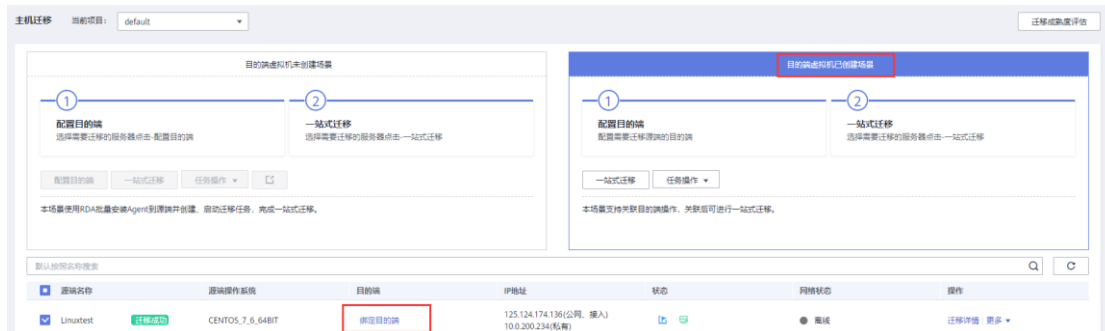 主机迁移 当前项目: default 迁移成熟度评估
目的端虚拟机未创建场景
1 2
配置目的端 一站式迁移
选择需要迁移的服务器点击-配置目的端 选择需要迁移的服务器点击-一站式迁移
配置目的端 一站式迁移 任务操作
本场景使用RDA批量安装Agent到源端并创建、启动迁移任务，完成一站式迁移。
目的端虚拟机已创建场景
1 2
配置目的端 一站式迁移
配置需要迁移源端的目的端 选择需要迁移的服务器点击-一站式迁移
一站式迁移 任务操作
本场景支持关联目的端操作，关联后可进行一站式迁移。
默认按照名称搜索
源端名称 源端操作系统 目的端 IP地址 状态 网络状态 操作
Linuxtest 迁移成功 CENTOS_7_6_64BIT 绑定目的端 125.124.174.136(公网、接入) 离线 迁移详情 更多
10.0.200.234(私有)